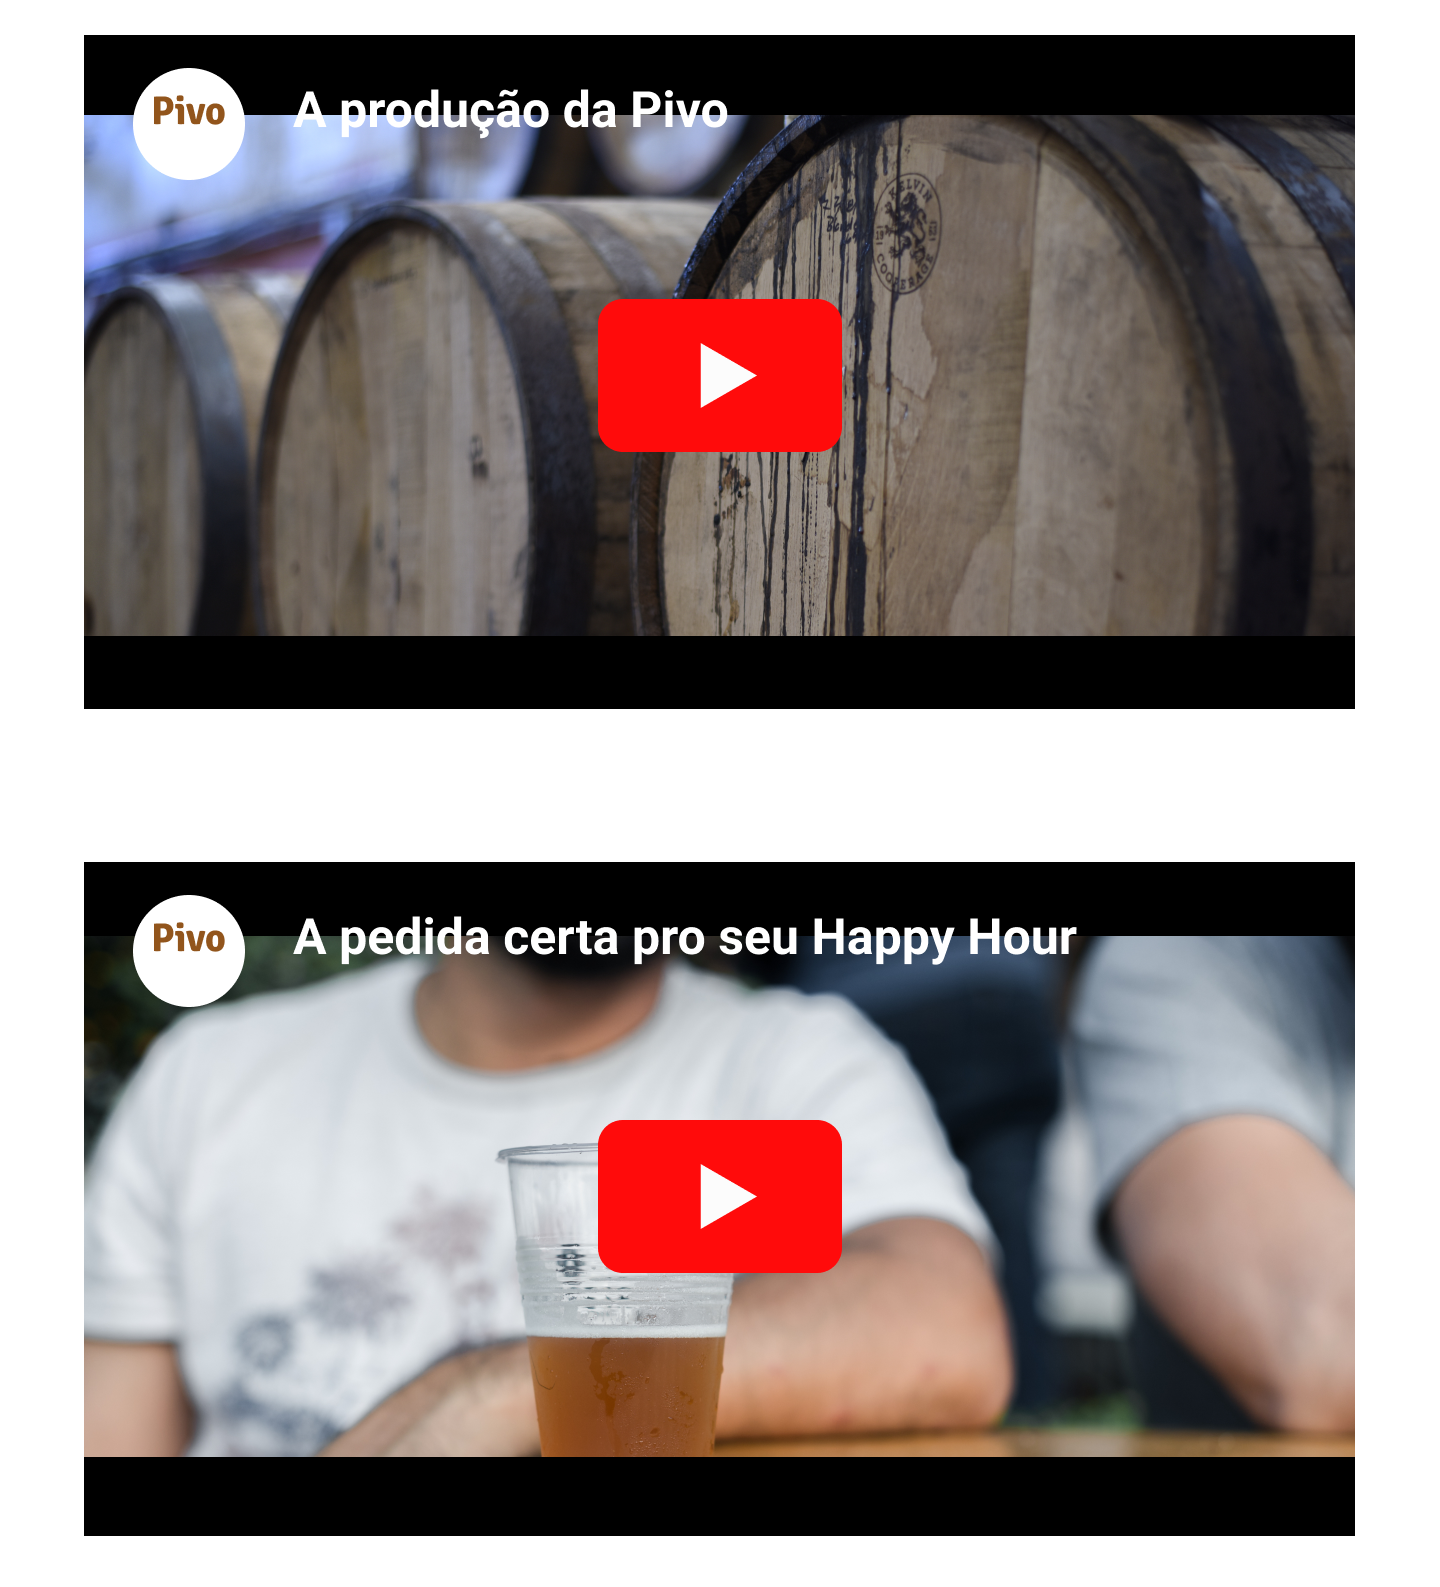 Pivo
A produção da Pivo
KELVIN
COOPERAGE
Pivo
A pedida certa pro seu Happy Hour